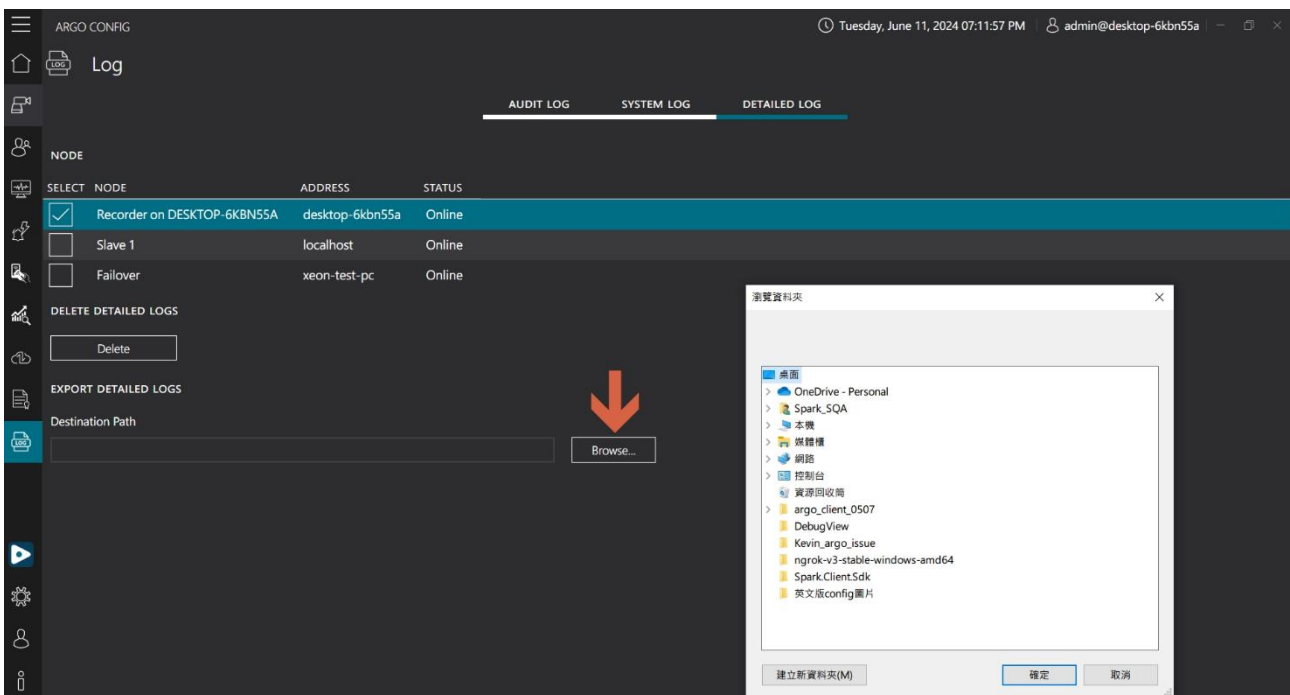 ARGO CONFIG
Tuesday, June 11, 2024 07:11:57 PM
admin@desktop-6kbn55a
LOG
Log
AUDIT LOG
SYSTEM LOG
DETAILED LOG
NODE
SELECT NODE ADDRESS STATUS
Recorder on DESKTOP-6KBN55A desktop-6kbn55a Online
Slave 1 localhost Online
Failover xeon-test-pc Online
DELETE DETAILED LOGS
Delete
EXPORT DETAILED LOGS
Destination Path
LOG
Browse...
瀏覽資料夾
桌面
OneDrive - Personal
Spark_SQA
本機
媒體櫃
網路
控制台
資源回收筒
argo_client_0507
DebugView
Kevin_argo_issue
ngrok-v3-stable-windows-amd64
Spark.Client.Sdk
英文版config圖片
建立新資料夾(M)
確定
取消